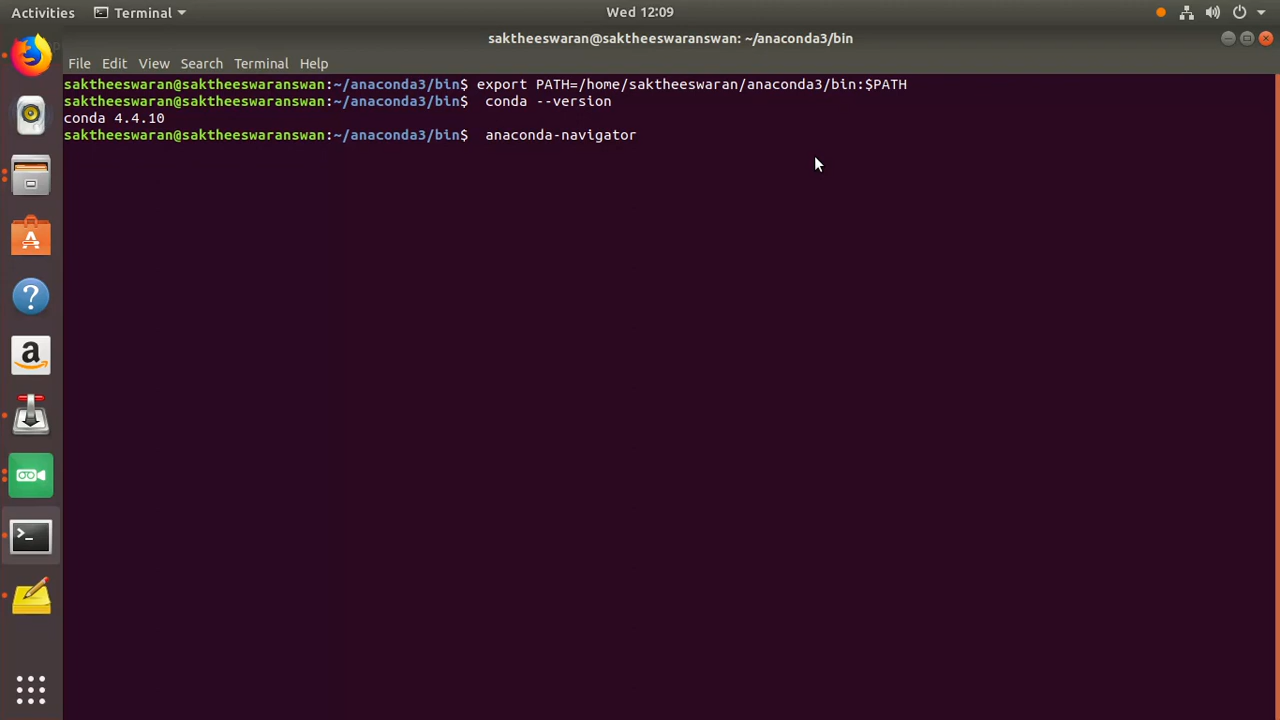 Activities Terminal Wed 12:09
saktheeswaran@saktheeswaranswan: ~/anaconda3/bin
File Edit View Search Terminal Help
saktheeswaran@saktheeswaranswan:~/anaconda3/bin$ export PATH=/home/saktheeswaran/anaconda3/bin:$PATH
saktheeswaran@saktheeswaranswan:~/anaconda3/bin$  conda --version
conda 4.4.10
saktheeswaran@saktheeswaranswan:~/anaconda3/bin$  anaconda-navigator